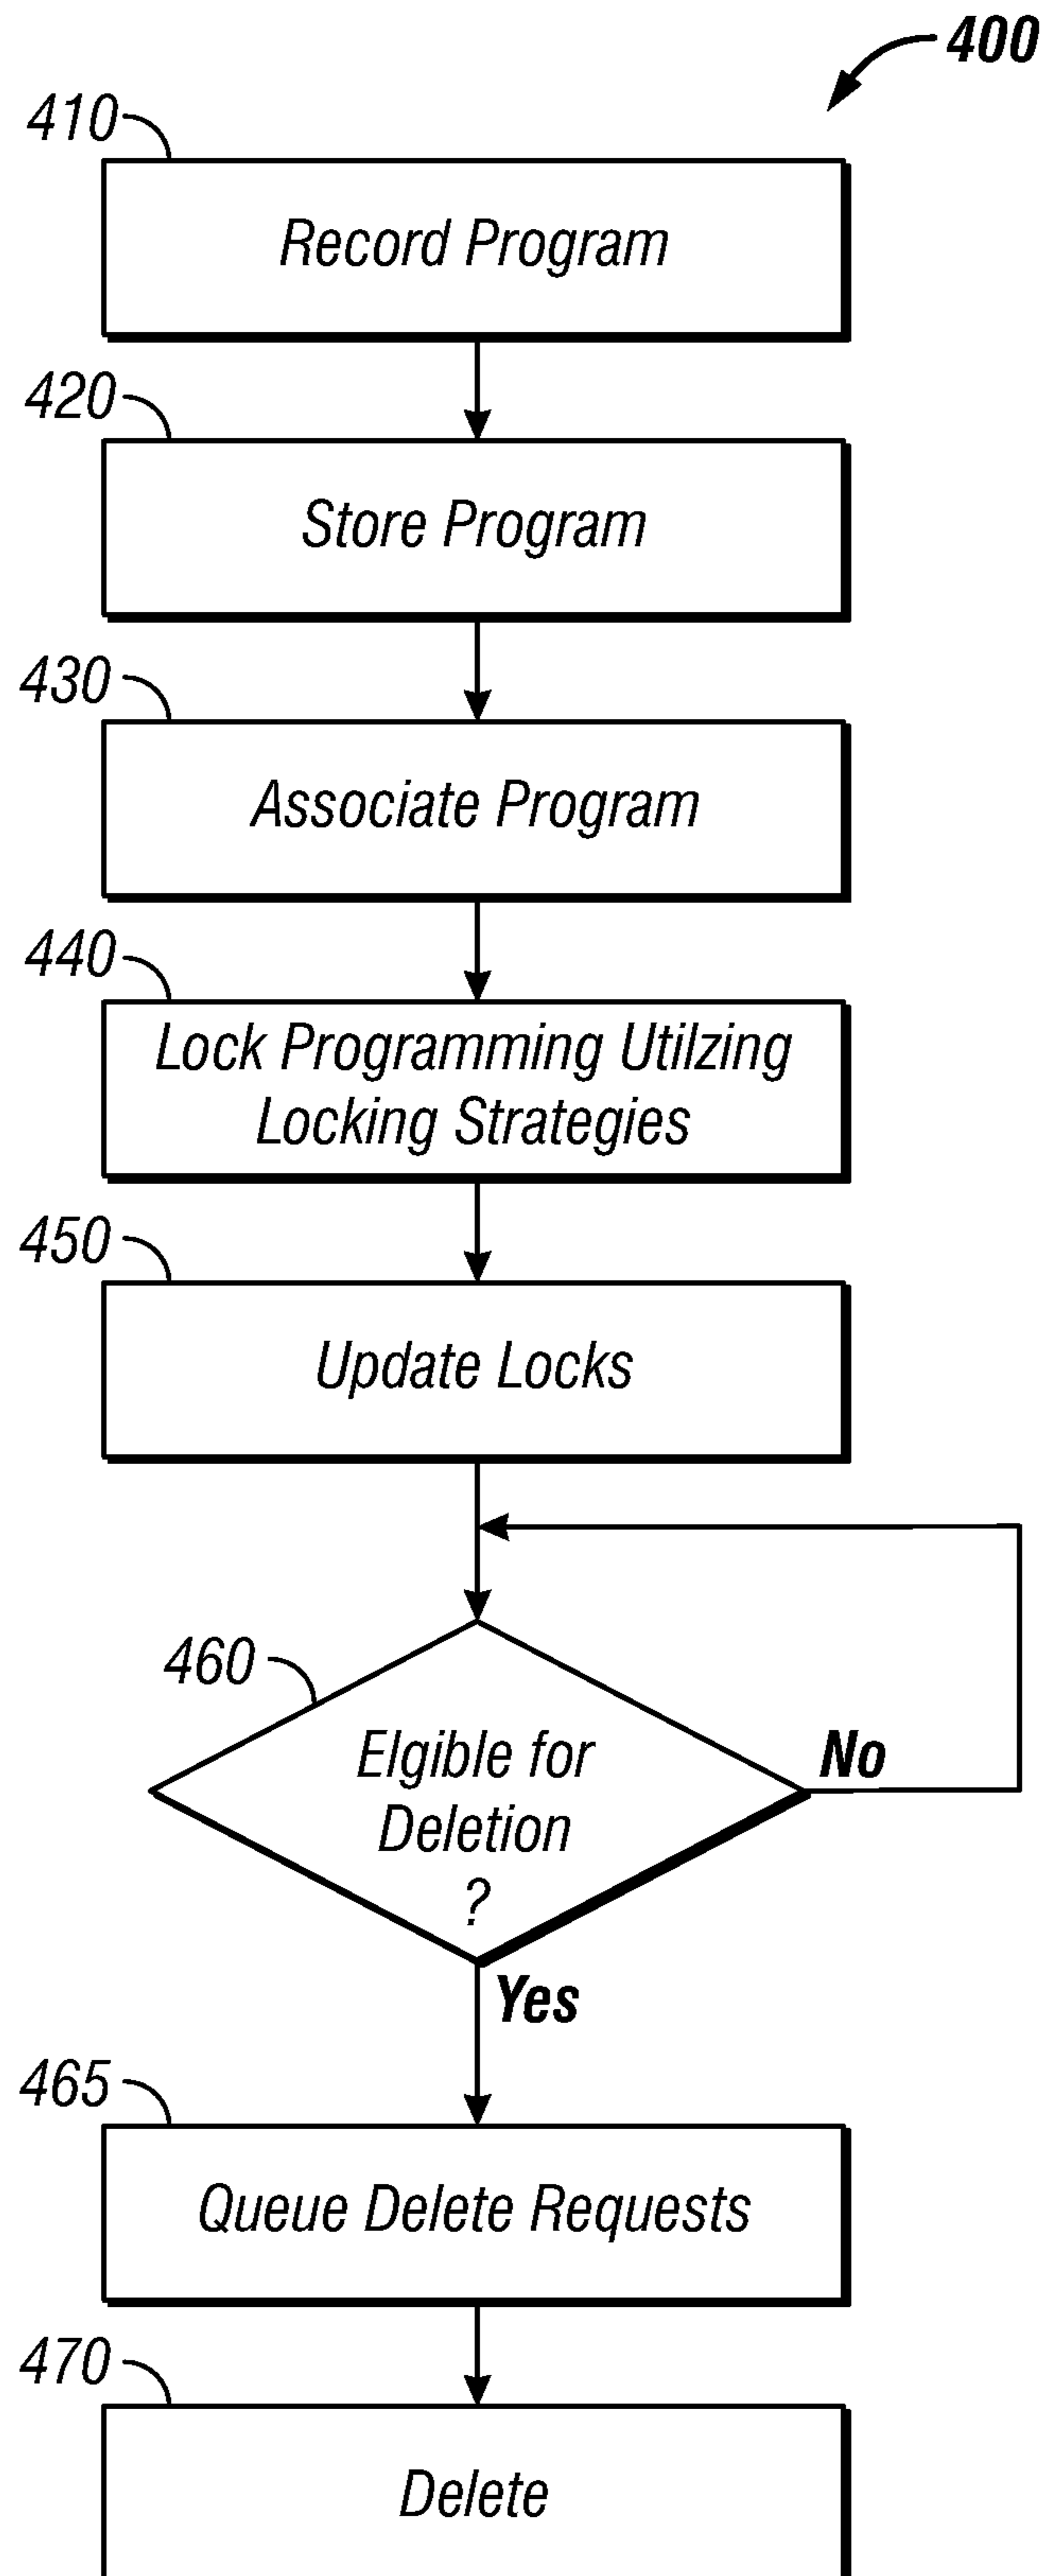 400
410
Record Program
420
Store Program
430
Associate Program
440
Lock Programming Utilzing
Locking Strategies
450
Update Locks
460
Elgible for
Deletion
?
No
Yes
465
Queue Delete Requests
470
Delete